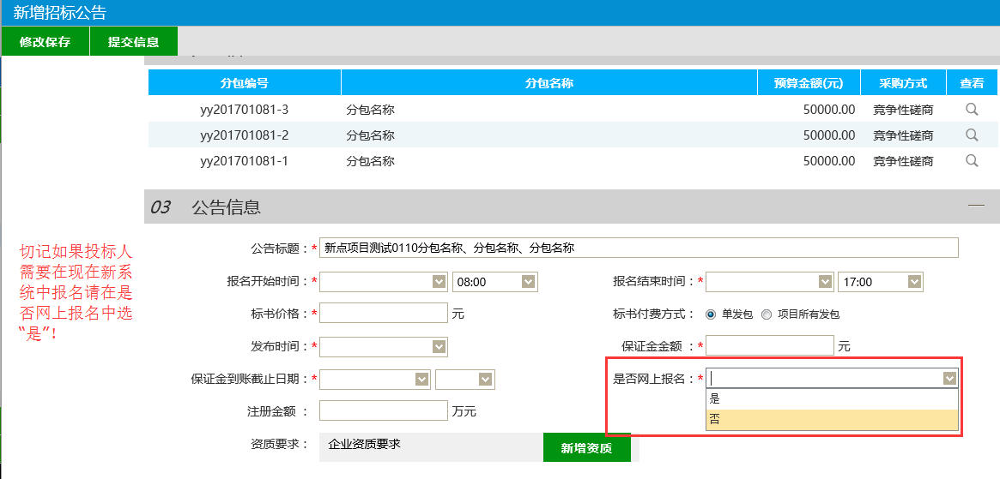 新增招标公告
修改保存 提交信息
分包编号 分包名称 预算金额(元) 采购方式 查看
yy201701081-3 分包名称 50000.00 竞争性磋商
yy201701081-2 分包名称 50000.00 竞争性磋商
yy201701081-1 分包名称 50000.00 竞争性磋商
03 公告信息
切记如果投标人
需要在现在新系
统中报名请在是
否网上报名中选
“是”！
公告标题：* 新点项目测试0110分包名称、分包名称、分包名称
报名开始时间：* 08:00 报名结束时间：* 17:00
标书价格：* 元 标书付费方式： 单发包 项目所有发包
发布时间：* 保证金金额 ：* 元
保证金到账截止日期：* 是否网上报名：*
是
否
注册金额 ： 万元
资质要求： 企业资质要求 新增资质